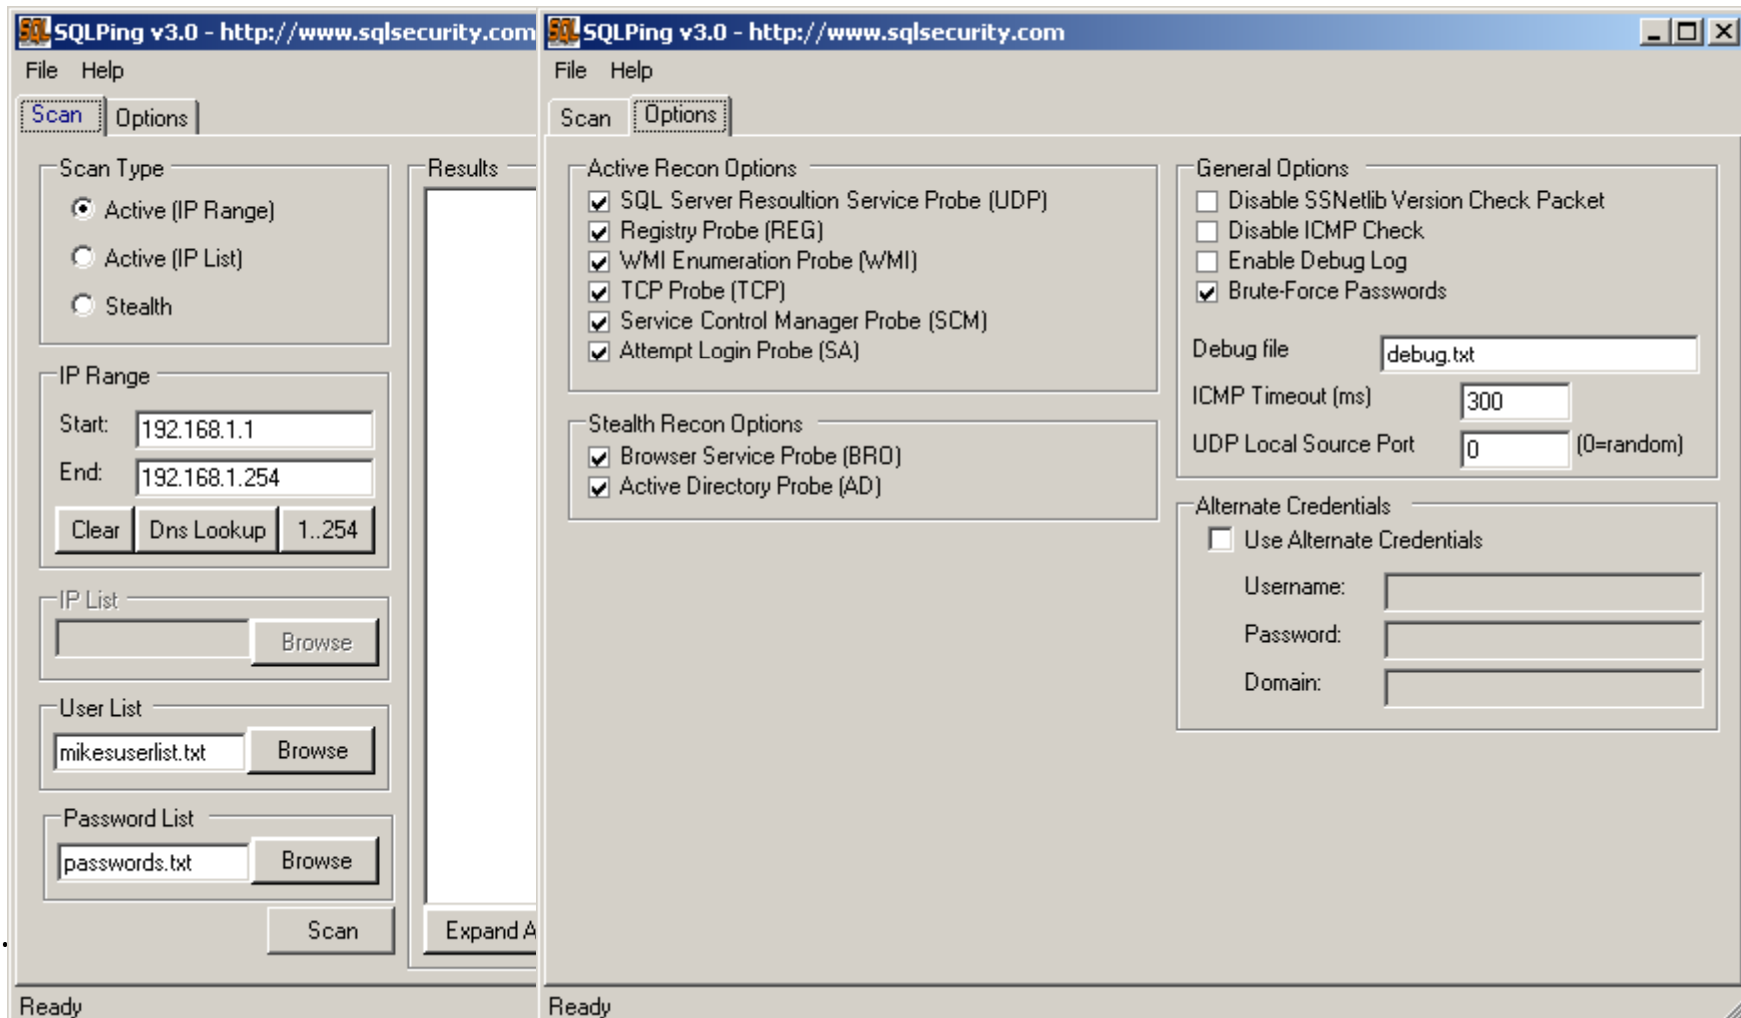 SQL SQLPing v3.0 - http://www.sqlsecurity.com
File Help
Scan Options
Scan Type
Active (IP Range)
Active (IP List)
Stealth
IP Range
Start: 192.168.1.1
End: 192.168.1.254
Clear Dns Lookup 1..254
IP List
Browse
User List
mikesuserlist.txt Browse
Password List
passwords.txt Browse
Scan
Results
Expand A
Ready
SQL SQLPing v3.0 - http://www.sqlsecurity.com
File Help
Scan Options
Active Recon Options
SQL Server Resoultion Service Probe (UDP)
Registry Probe (REG)
WMI Enumeration Probe (WMI)
TCP Probe (TCP)
Service Control Manager Probe (SCM)
Attempt Login Probe (SA)
Stealth Recon Options
Browser Service Probe (BRO)
Active Directory Probe (AD)
General Options
Disable SSNetlib Version Check Packet
Disable ICMP Check
Enable Debug Log
Brute-Force Passwords
Debug file debug.txt
ICMP Timeout (ms) 300
UDP Local Source Port 0 (0=random)
Alternate Credentials
Use Alternate Credentials
Username:
Password:
Domain:
Ready